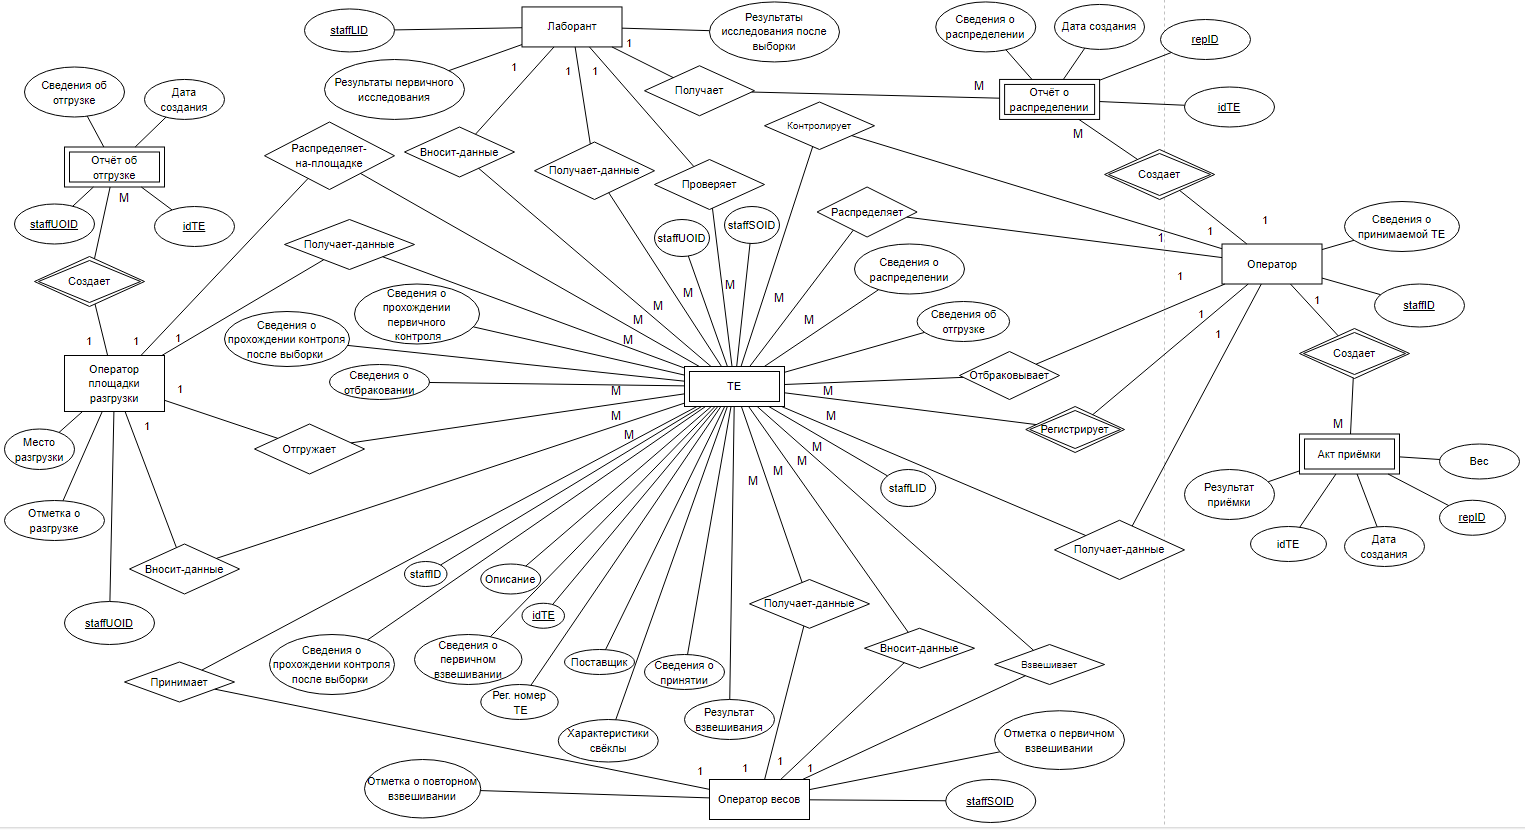 staffLID
Лаборант
Результаты
исследования после
выборки
Результаты первичного
исследования
1
1
1
1
Получает
M
Сведения о
распределении
Дата создания
repID
Отчёт о
распределении
idTE
M
Создает
Сведения об
отгрузке
Дата
создания
Отчёт об
отгрузке
M
staffUOID
idTE
Создает
Распределяет-
на-площадке
Вносит-данные
Получает-данные
Проверяет
Контролирует
Распределяет
staffUOID
staffSOID
Получает-данные
Сведения о
распределении
Сведения об
отгрузке
1
1
1
Оператор
Сведения о
принимаемой ТЕ
staffID
1
1
1
1
Создает
M
Акт приёмки
Вес
Результат
приёмки
idTE
Дата
создания
repID
Сведения о
прохождении
первичного
контроля
Сведения о
прохождении контроля
после выборки
Сведения о
отбраковании
M
M
M
M
M
M
M
M
ТЕ
Отбраковывает
Регистрирует
M
M
M
M
M
M
M
M
M
staffLID
Получает-данные
1
1
1
1
1
Оператор
площадки
разгрузки
Место
разгрузки
Отметка о
разгрузке
staffUOID
Отгружает
Вносит-данные
Принимает
staffID
Описание
idTE
Сведения о
прохождении контроля
после выборки
Сведения о
первичном
взвешивании
Рег. номер
ТЕ
Поставщик
Характеристики
свёклы
Сведения о
принятии
Результат
взвешивания
Получает-данные
Вносит-данные
Взвешивает
1
1
1
1
Отметка о повторном
взвешивании
Оператор весов
Отметка о первичном
взвешивании
staffSOID